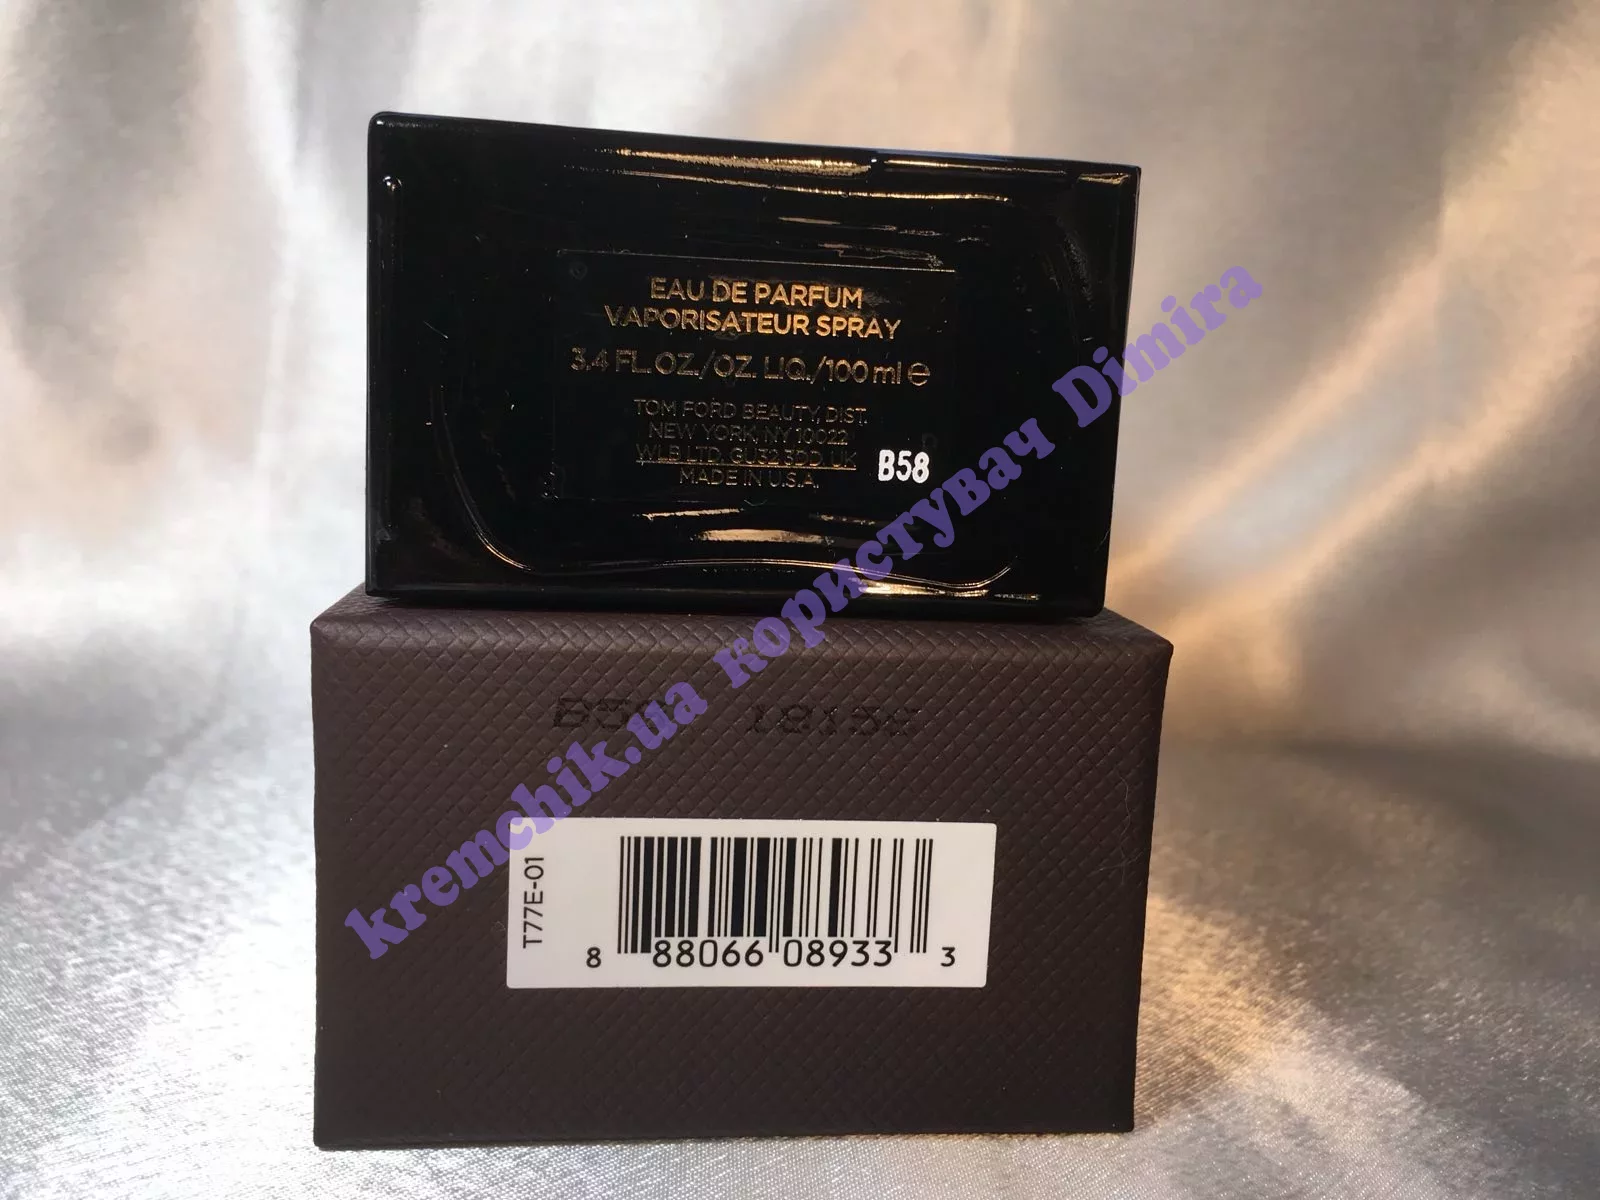 EAU DE PARFUM
VAPORISATEUR SPRAY
3.4 FL.OZ./OZ. LIQ./100 ml ℮
TOM FORD BEAUTY, DIST.
NEW YORK, NY 10022
WLB LTD. GU32 3DD UK
MADE IN U.S.A.
B58
kremchik.ua користувач Dimira
B58
T77E-01
8 88066 08933 3